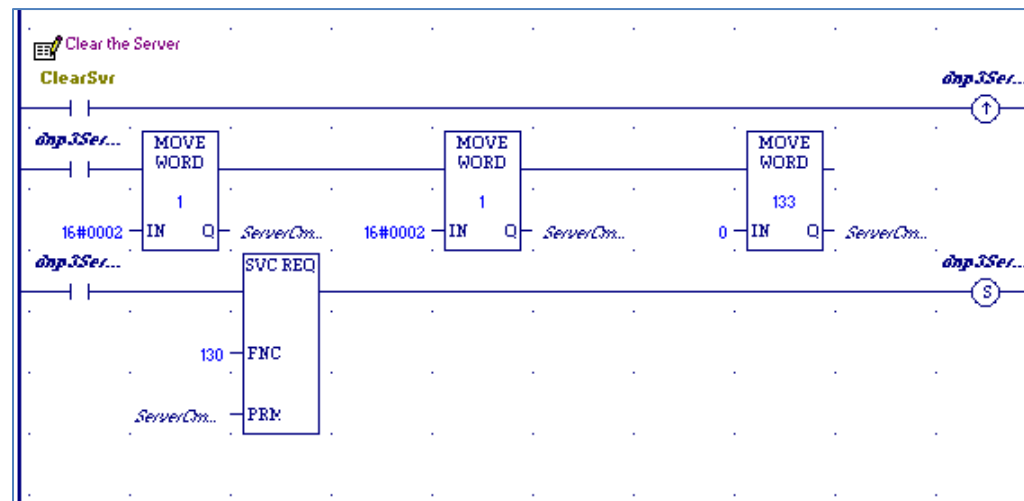 Clear the Server
ClearSvr dnp3Ser...
↑
dnp3Ser... MOVE MOVE MOVE
WORD WORD WORD
1 1 133
16#0002 IN Q ServerCm... 16#0002 IN Q ServerCm... 0 IN Q ServerCm...
dnp3Ser... SVC REQ dnp3Ser...
S
130 FNC
ServerCm... PRM